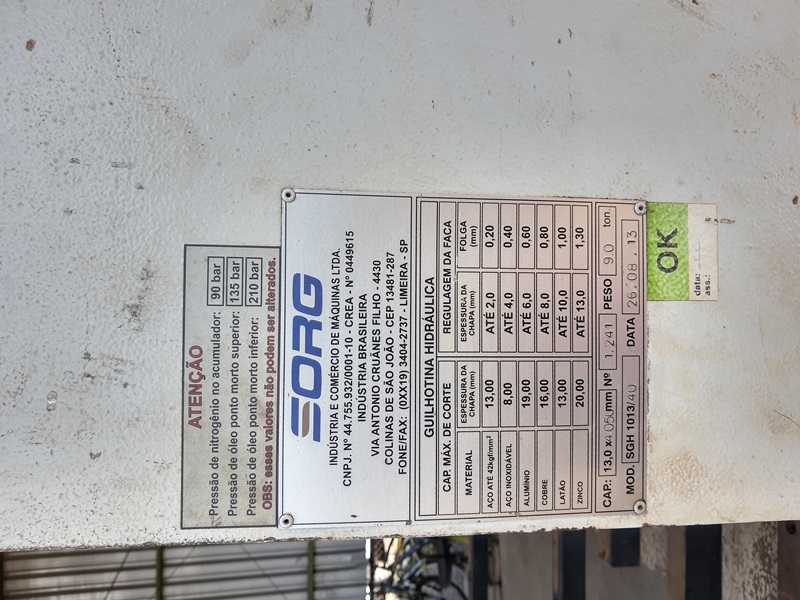 ATENÇÃO
Pressão de nitrogênio no acumulador: 90 bar
Pressão de óleo ponto morto superior: 135 bar
Pressão de óleo ponto morto inferior: 210 bar
OBS: esses valores não podem ser alterados.
SORG
INDÚSTRIA E COMÉRCIO DE MÁQUINAS LTDA.
CNPJ. Nº 44.755.932/0001-10 - CREA - Nº 0449615
INDÚSTRIA BRASILEIRA
VIA ANTONIO CRUÃNES FILHO - 4430
COLINAS DE SÃO JOÃO - CEP 13481-287
FONE/FAX: (0XX19) 3404-2737 - LIMEIRA - SP
GUILHOTINA HIDRÁULICA
CAP. MÁX. DE CORTE REGULAGEM DA FACA
MATERIAL ESPESSURA DA CHAPA (mm) ESPESSURA DA CHAPA (mm) FOLGA (mm)
AÇO ATÉ 42kgf/mm² 13,00 ATÉ 2,0 0,20
AÇO INOXIDÁVEL 8,00 ATÉ 4,0 0,40
ALUMÍNIO 19,00 ATÉ 6,0 0,60
COBRE 16,00 ATÉ 8,0 0,80
LATÃO 13,00 ATÉ 10,0 1,00
ZINCO 20,00 ATÉ 13,0 1,30
CAP.: 13,0 x 4050 mm Nº 1.241 PESO 9.0 ton.
MOD. SGH 1013/40 DATA 26.08.13
OK
data:
ass.: